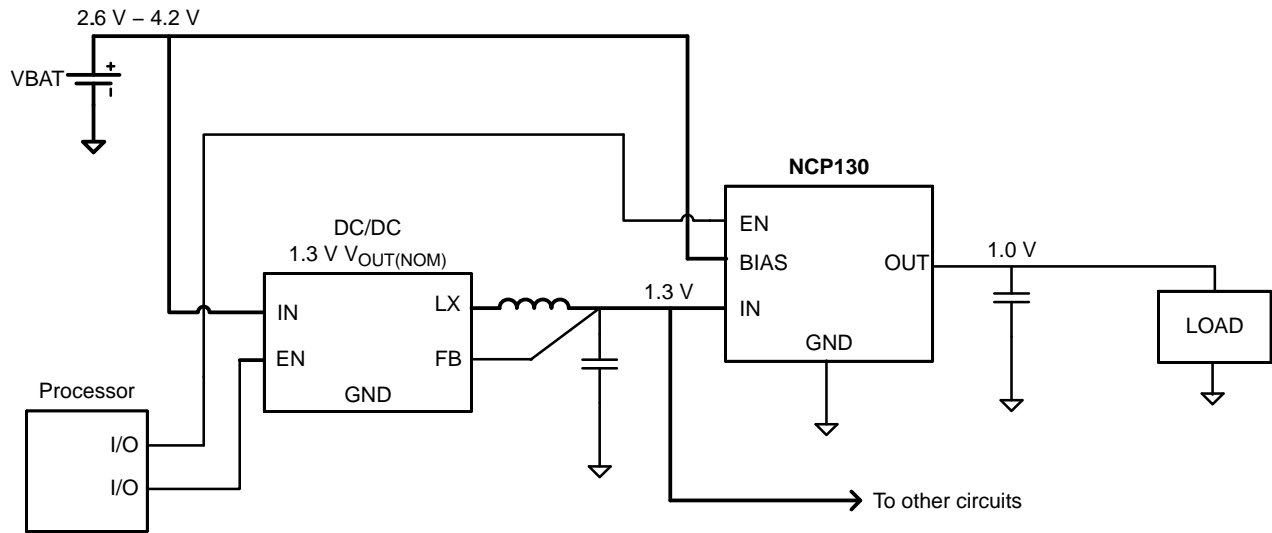 2.6 V – 4.2 V
VBAT
+
NCP130
EN
BIAS
IN
OUT
GND
1.0 V
LOAD
DC/DC
1.3 V VOUT(NOM)
IN
EN
LX
FB
GND
1.3 V
Processor
I/O
I/O
To other circuits